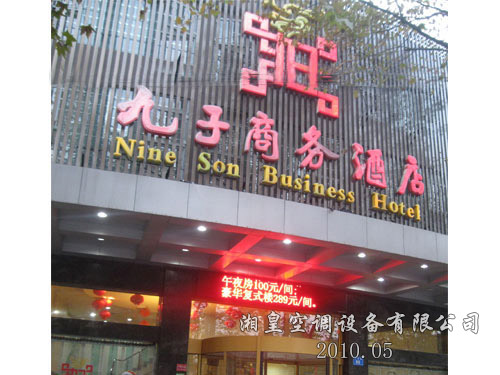 九子商务酒店
Nine Son Business Hotel
午夜房100元/间.
豪华复式楼289元/间.
湘皇空调设备有限公司
2010.05